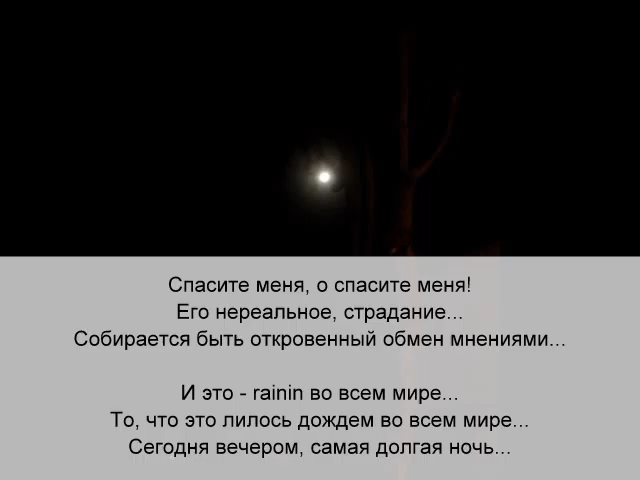 Спасите меня, о спасите меня!
Его нереальное, страдание...
Собирается быть откровенный обмен мнениями...
И это - rainin во всем мире...
То, что это лилось дождем во всем мире...
Сегодня вечером, самая долгая ночь...